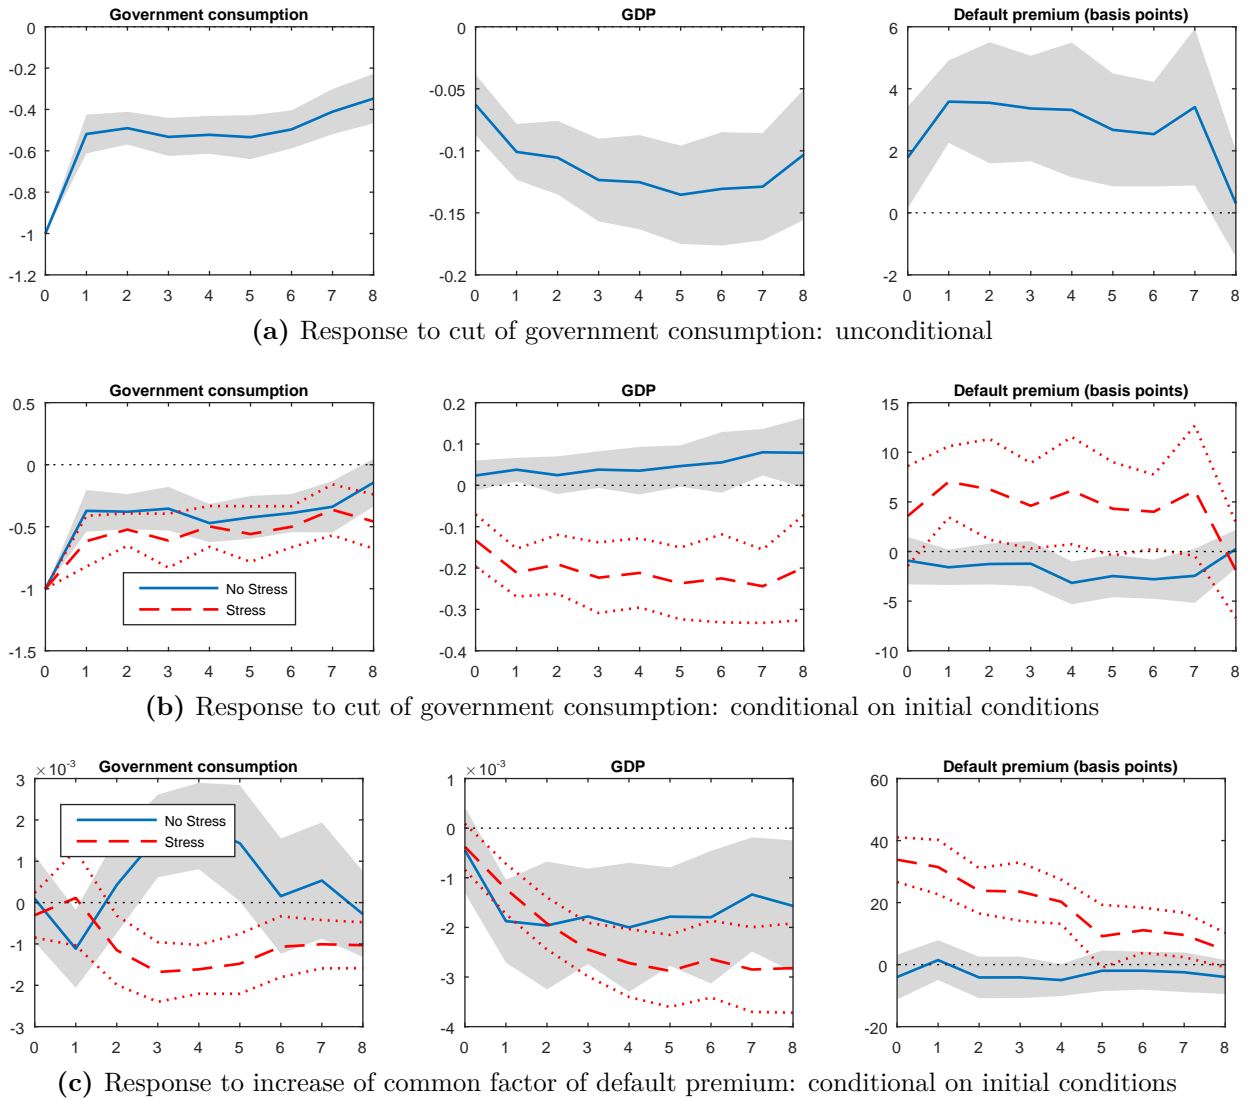 Government consumption
GDP
Default premium (basis points)
0
-0.2
-0.4
-0.6
-0.8
-1
-1.2
0 1 2 3 4 5 6 7 8
0
-0.05
-0.1
-0.15
-0.2
0 1 2 3 4 5 6 7 8
6
4
2
0
-2
0 1 2 3 4 5 6 7 8
(a) Response to cut of government consumption: unconditional
Government consumption
GDP
Default premium (basis points)
0.5
0
-0.5
-1
-1.5
0 1 2 3 4 5 6 7 8
No Stress
Stress
0.2
0.1
0
-0.1
-0.2
-0.3
-0.4
0 1 2 3 4 5 6 7 8
15
10
5
0
-5
-10
0 1 2 3 4 5 6 7 8
(b) Response to cut of government consumption: conditional on initial conditions
Government consumption
GDP
Default premium (basis points)
×10⁻³
3
2
1
0
-1
-2
-3
0 1 2 3 4 5 6 7 8
No Stress
Stress
×10⁻³
1
0
-1
-2
-3
-4
0 1 2 3 4 5 6 7 8
60
40
20
0
-20
0 1 2 3 4 5 6 7 8
(c) Response to increase of common factor of default premium: conditional on initial conditions